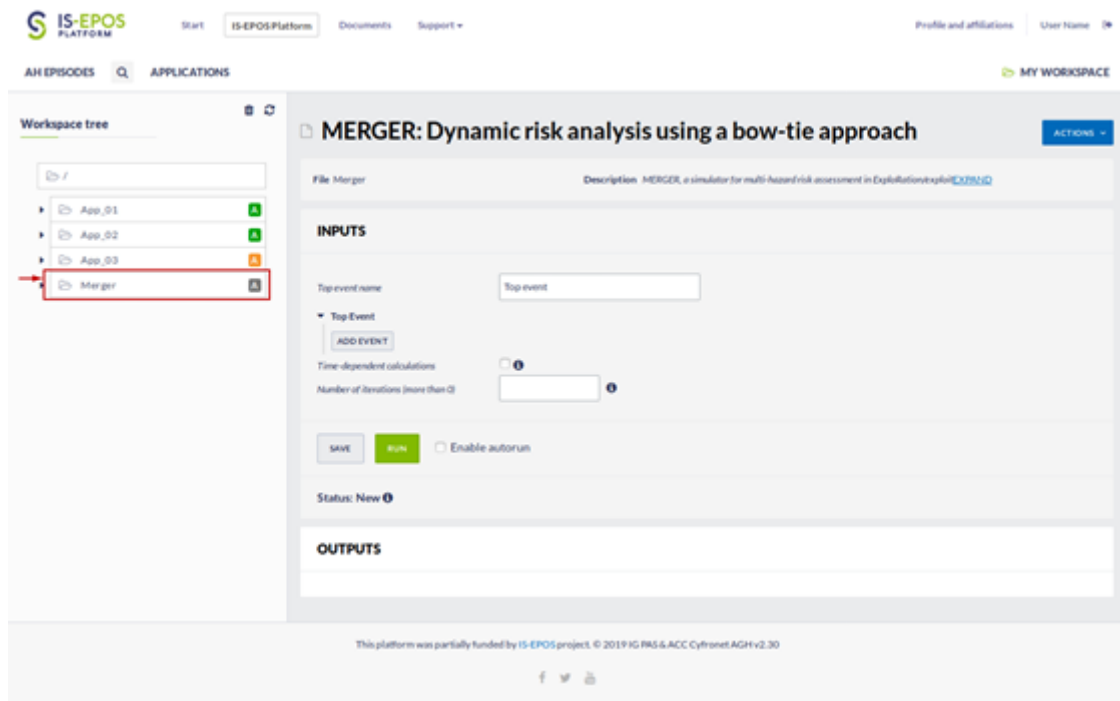 IS-EPOS
PLATFORM
Start IS-EPOS Platform Documents Support Profile and affiliations User Name
AH EPISODES APPLICATIONS MY WORKSPACE
Workspace tree
/
App_01 A
App_02 A
App_03 A
Merger A
MERGER: Dynamic risk analysis using a bow-tie approach ACTIONS
File Merger Description MERGER, a simulator for multi-hazard risk assessment in ExploRation/exploit EXPAND
INPUTS
Top event name Top event
Top Event
ADD EVENT
Time-dependent calculations
Number of iterations (more than 0)
SAVE RUN Enable autorun
Status: New
OUTPUTS
This platform was partially funded by IS-EPOS project. © 2019 IG PAS & ACC Cyfronet AGH v2.30